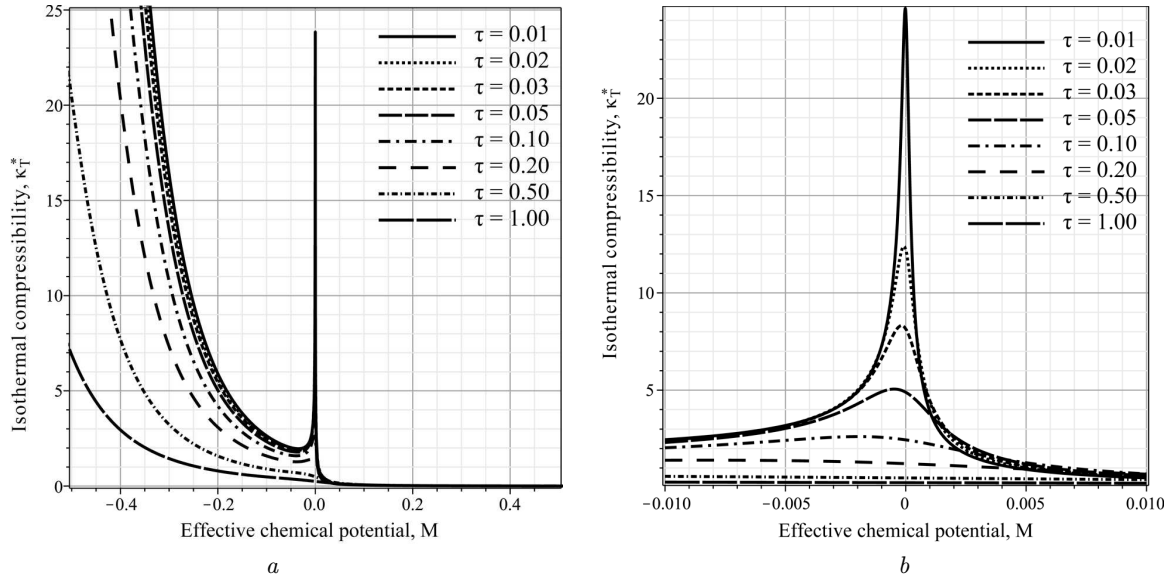 25
20
15
10
5
0
−0.4
−0.2
0.0
0.2
0.4
Isothermal compressibility, κ*T
Effective chemical potential, M
τ = 0.01
τ = 0.02
τ = 0.03
τ = 0.05
τ = 0.10
τ = 0.20
τ = 0.50
τ = 1.00
a
20
15
10
5
−0.010
−0.005
0
0.005
0.010
Isothermal compressibility, κ*T
Effective chemical potential, M
τ = 0.01
τ = 0.02
τ = 0.03
τ = 0.05
τ = 0.10
τ = 0.20
τ = 0.50
τ = 1.00
b